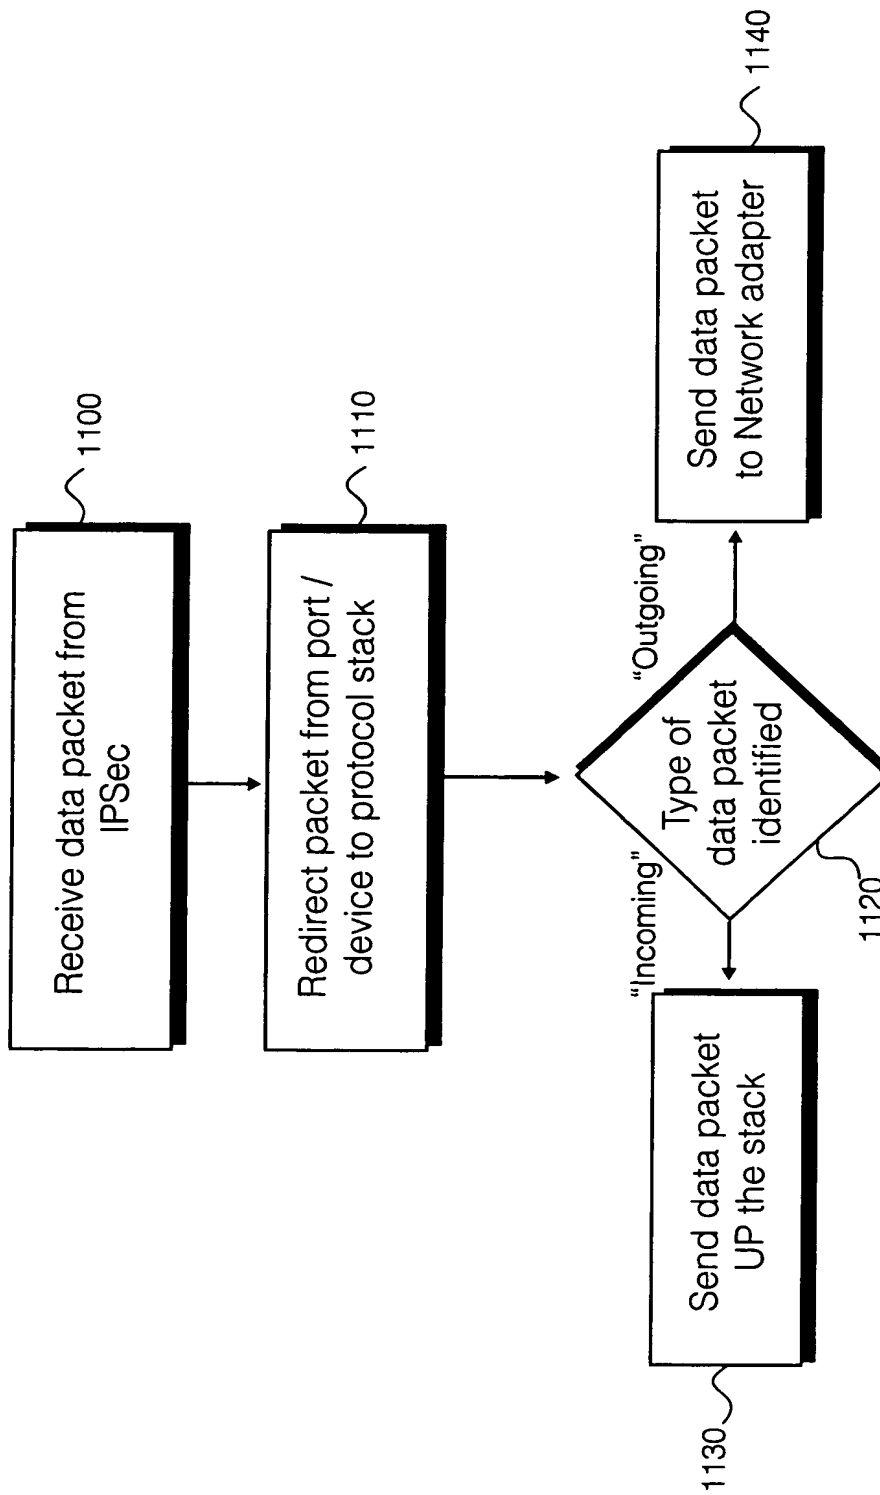 Receive data packet from
IPSec
1100
Redirect packet from port /
device to protocol stack
1110
Type of
data packet
identified
1120
“Incoming”
“Outgoing”
Send data packet
UP the stack
1130
Send data packet
to Network adapter
1140